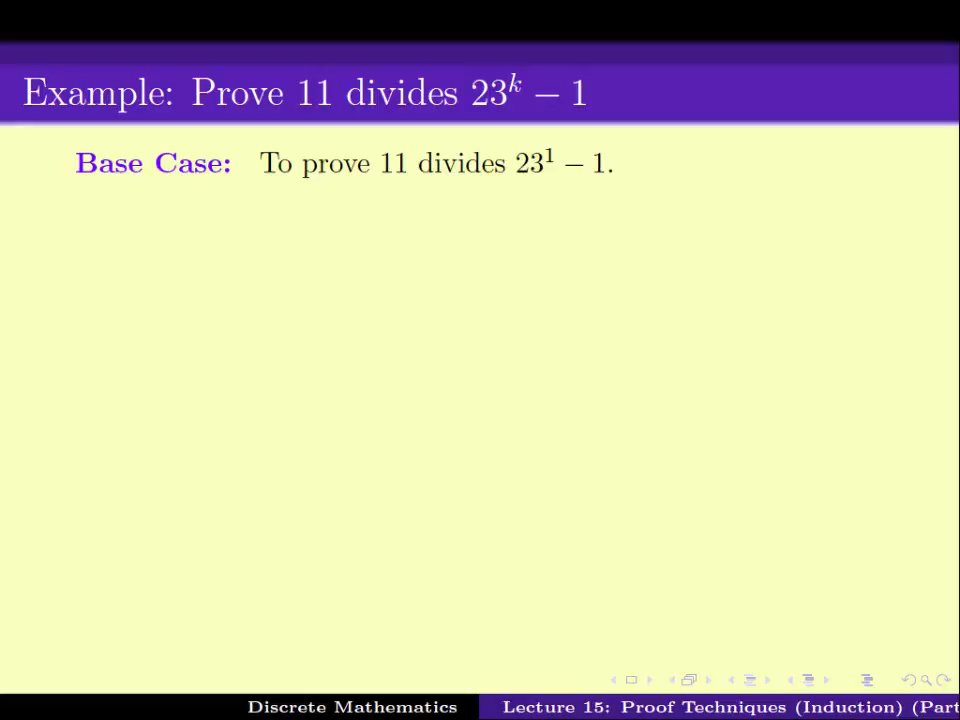 Example: Prove 11 divides 23^k − 1
Base Case: To prove 11 divides 23^1 − 1.
Discrete Mathematics Lecture 15: Proof Techniques (Induction) (Part